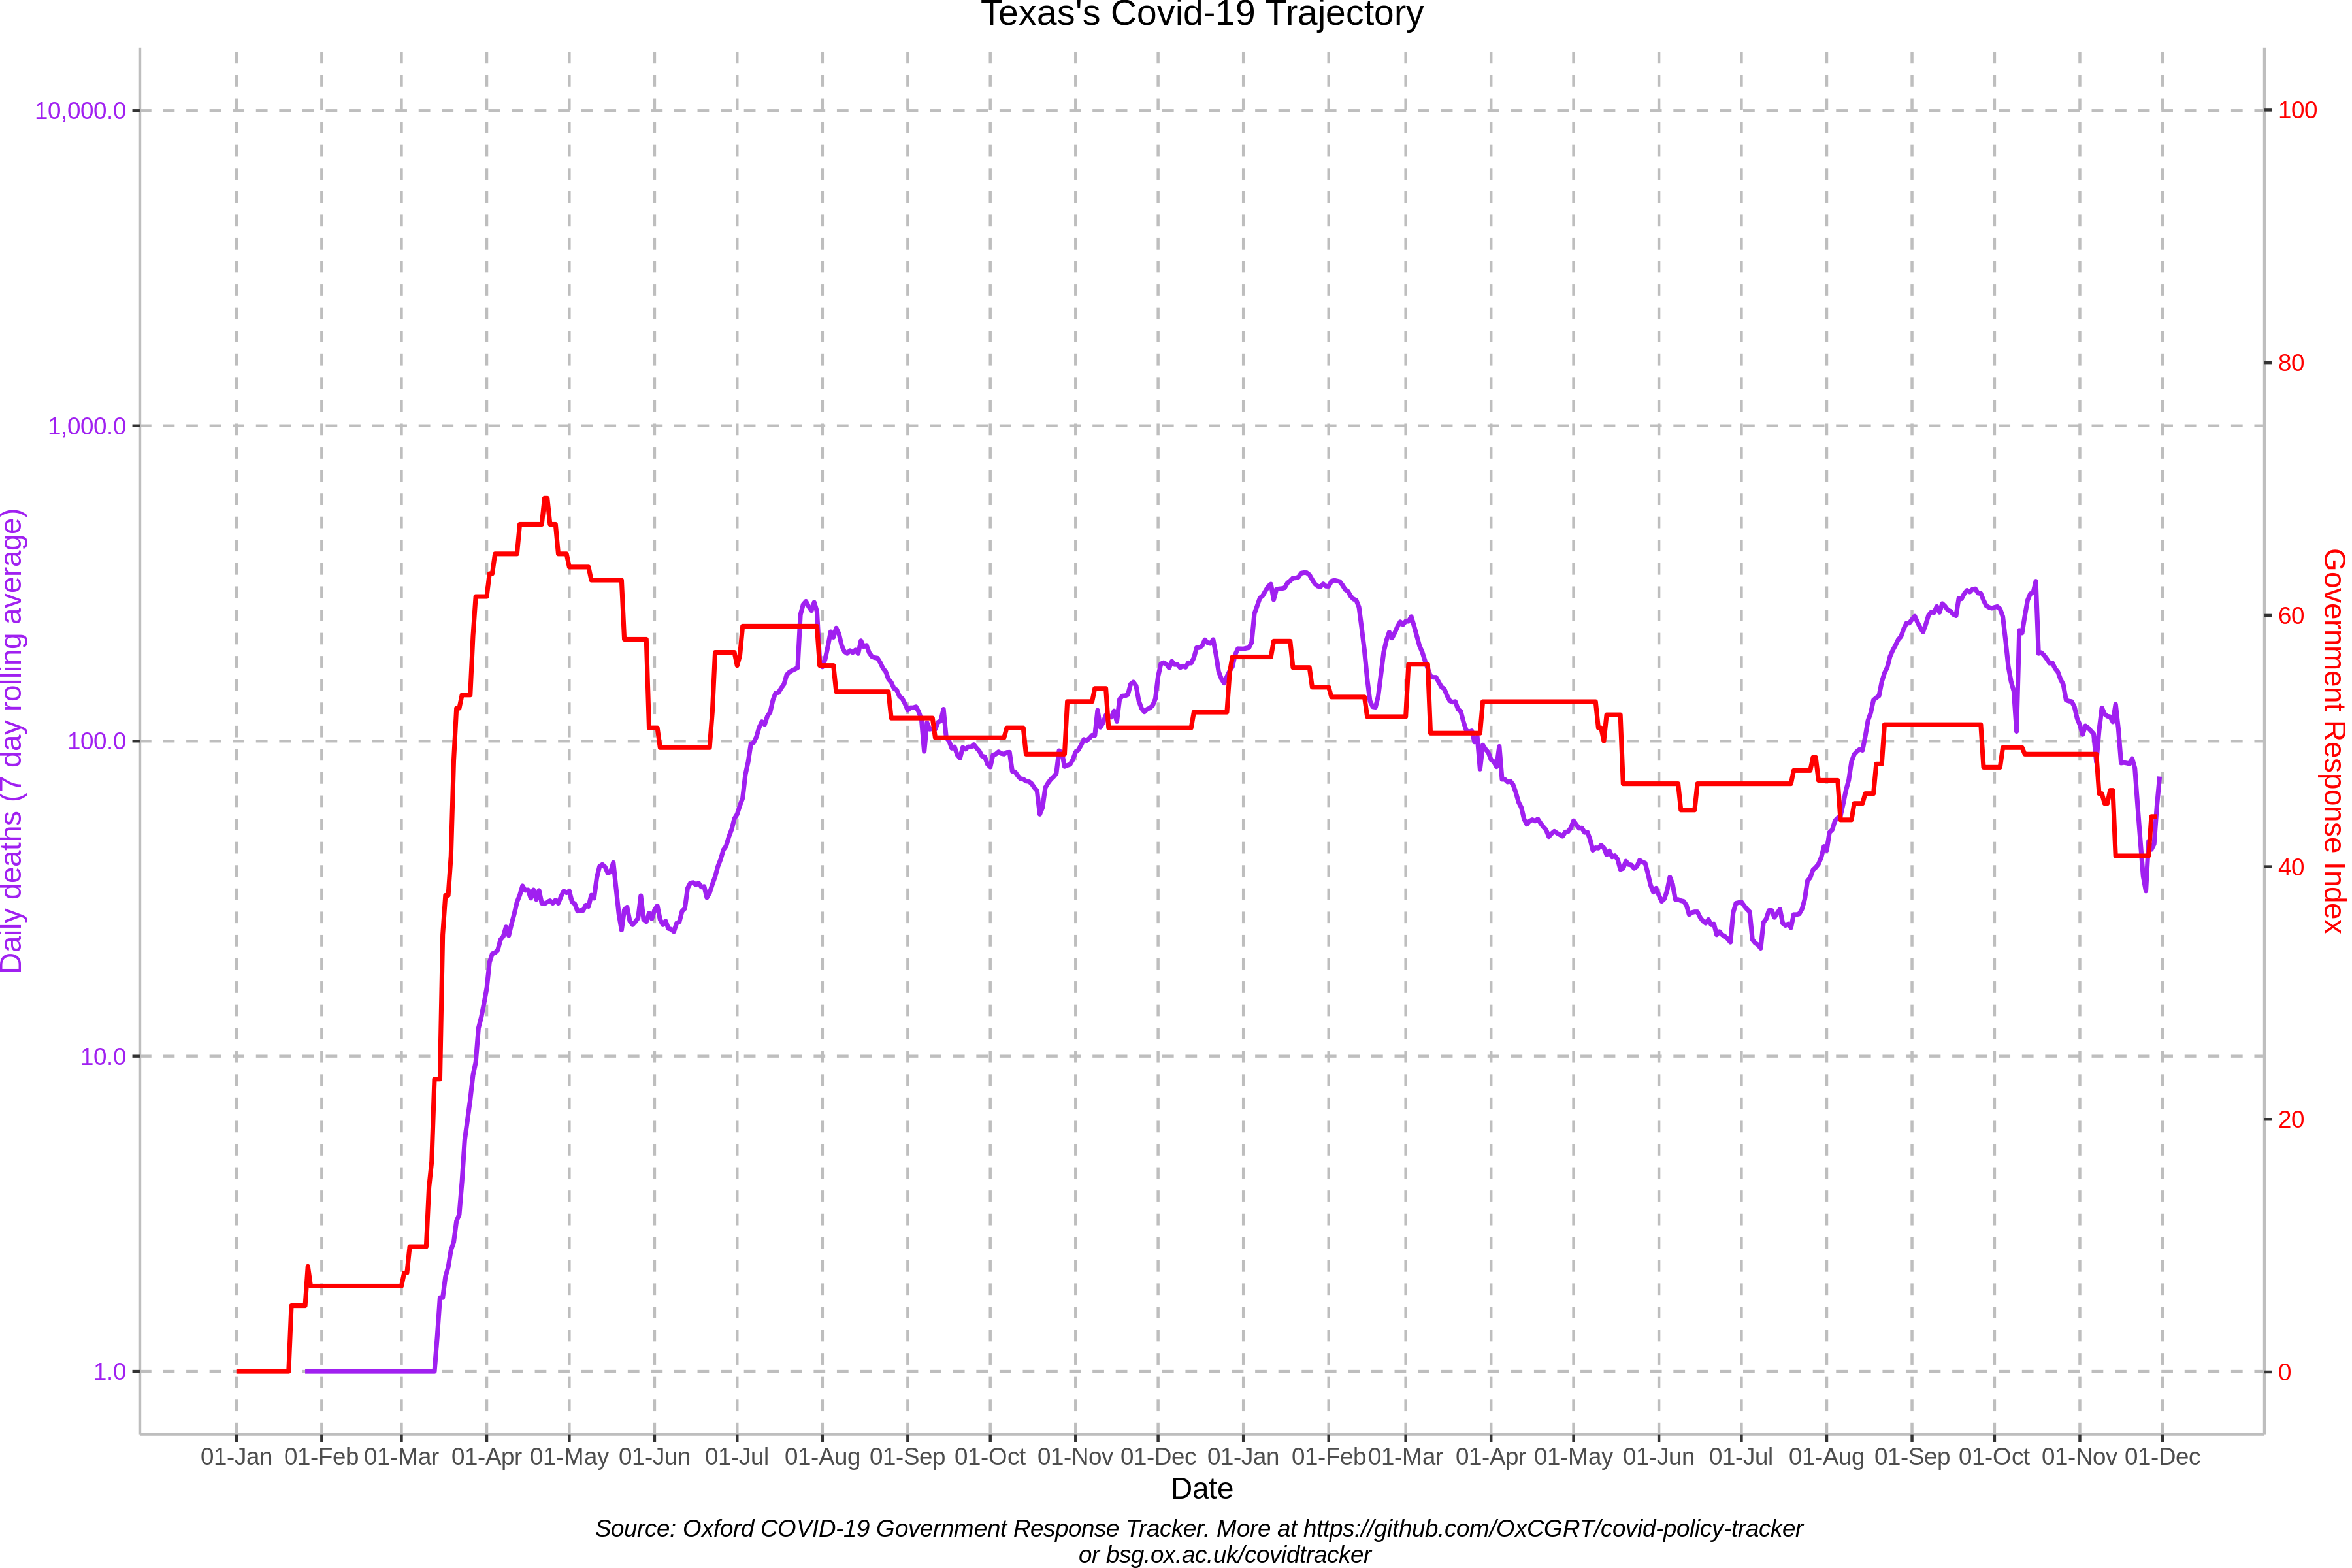 Texas's Covid-19 Trajectory
10,000.0
1,000.0
100.0
10.0
1.0
Daily deaths (7 day rolling average)
100
80
60
40
20
0
Government Response Index
01-Jan 01-Feb 01-Mar 01-Apr 01-May 01-Jun 01-Jul 01-Aug 01-Sep 01-Oct 01-Nov 01-Dec 01-Jan 01-Feb 01-Mar 01-Apr 01-May 01-Jun 01-Jul 01-Aug 01-Sep 01-Oct 01-Nov 01-Dec
Date
Source: Oxford COVID-19 Government Response Tracker. More at https://github.com/OxCGRT/covid-policy-tracker
or bsg.ox.ac.uk/covidtracker